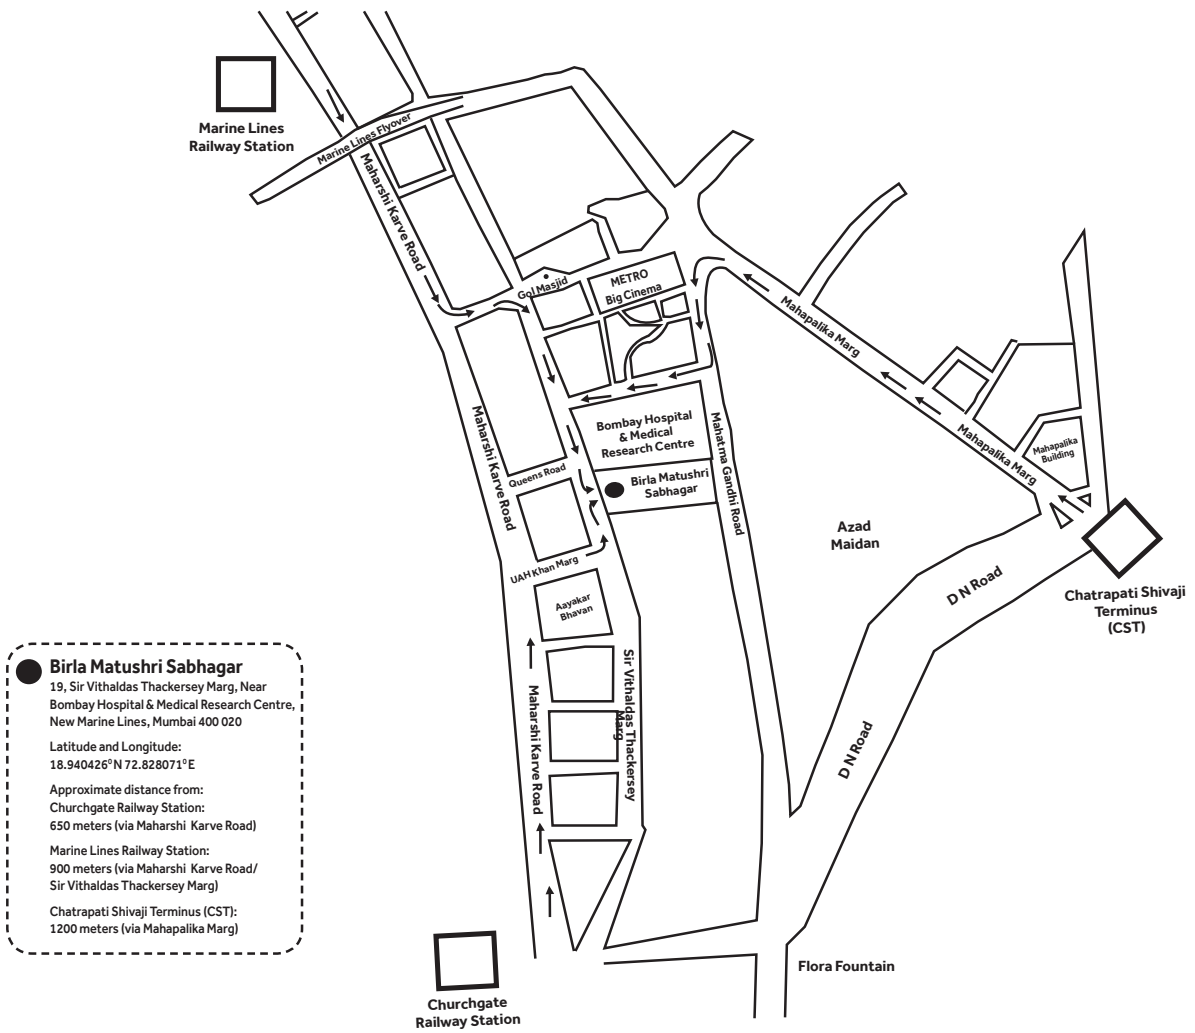 Marine Lines
Railway Station
Marine Lines Flyover
Maharshi Karve Road
Gol Masjid
METRO
Big Cinema
Mahapalika Marg
Maharshi Karve Road
Bombay Hospital
& Medical
Research Centre
Mahatma Gandhi Road
Mahapalika Marg
Mahapalika
Building
Queens Road
Birla Matushri
Sabhagar
Azad
Maidan
UAH Khan Marg
D N Road
Chatrapati Shivaji
Terminus
(CST)
Aayakar
Bhavan
Maharshi Karve Road
Sir Vithaldas Thackersey
Marg
D N Road
Birla Matushri Sabhagar
19, Sir Vithaldas Thackersey Marg, Near
Bombay Hospital & Medical Research Centre,
New Marine Lines, Mumbai 400 020
Latitude and Longitude:
18.940426⁰ N 72.828071⁰ E
Approximate distance from:
Churchgate Railway Station:
650 meters (via Maharshi Karve Road)
Marine Lines Railway Station:
900 meters (via Maharshi Karve Road/
Sir Vithaldas Thackersey Marg)
Chatrapati Shivaji Terminus (CST):
1200 meters (via Mahapalika Marg)
Flora Fountain
Churchgate
Railway Station